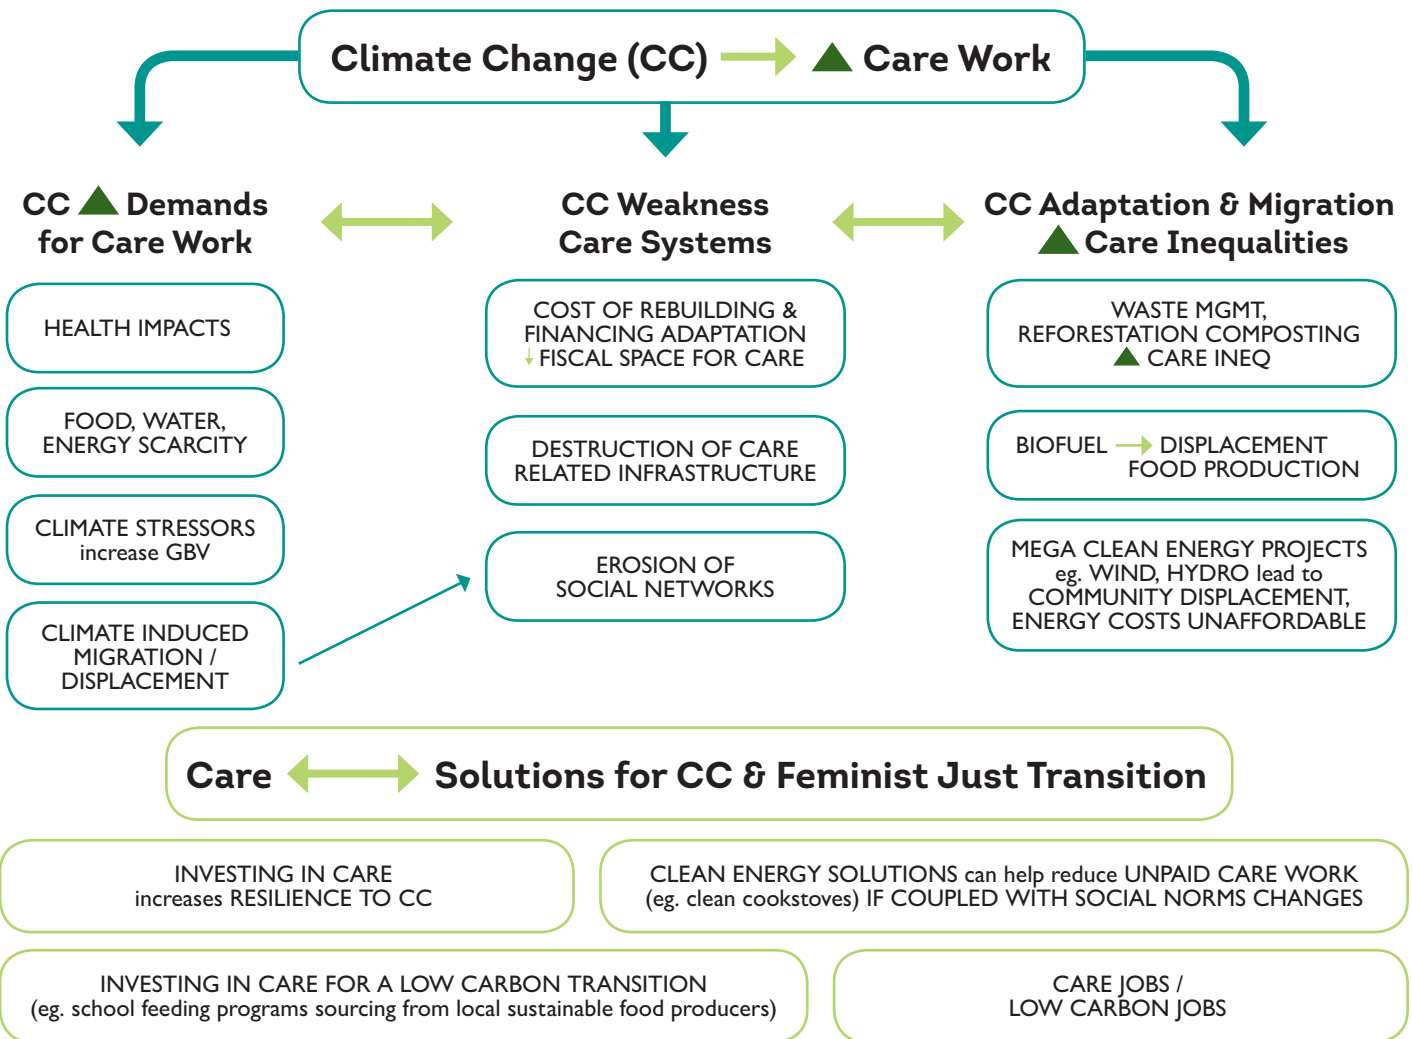 Climate Change (CC) Care Work
CC Demands
for Care Work
HEALTH IMPACTS
FOOD, WATER,
ENERGY SCARCITY
CLIMATE STRESSORS
increase GBV
CLIMATE INDUCED
MIGRATION /
DISPLACEMENT
CC Weakness
Care Systems
COST OF REBUILDING &
FINANCING ADAPTATION
FISCAL SPACE FOR CARE
DESTRUCTION OF CARE
RELATED INFRASTRUCTURE
EROSION OF
SOCIAL NETWORKS
CC Adaptation & Migration
Care Inequalities
WASTE MGMT,
REFORESTATION COMPOSTING
CARE INEQ
BIOFUEL DISPLACEMENT
FOOD PRODUCTION
MEGA CLEAN ENERGY PROJECTS
eg. WIND, HYDRO lead to
COMMUNITY DISPLACEMENT,
ENERGY COSTS UNAFFORDABLE
Care Solutions for CC & Feminist Just Transition
INVESTING IN CARE
increases RESILIENCE TO CC
CLEAN ENERGY SOLUTIONS can help reduce UNPAID CARE WORK
(eg. clean cookstoves) IF COUPLED WITH SOCIAL NORMS CHANGES
INVESTING IN CARE FOR A LOW CARBON TRANSITION
(eg. school feeding programs sourcing from local sustainable food producers)
CARE JOBS /
LOW CARBON JOBS